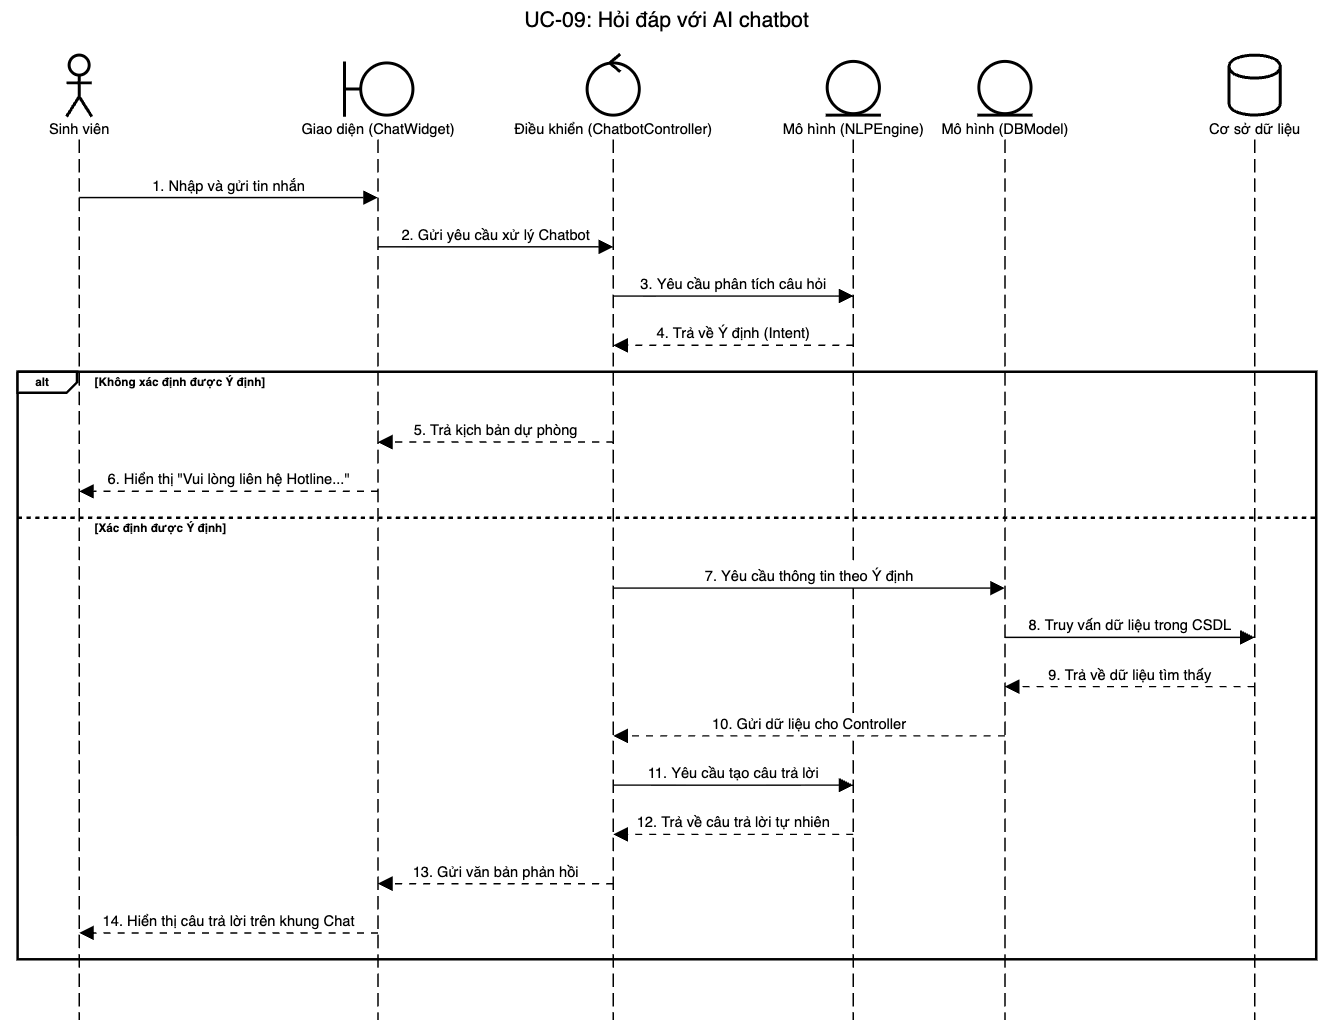 UC-09: Hỏi đáp với AI chatbot
Sinh viên
Giao diện (ChatWidget)
Điều khiển (ChatbotController)
Mô hình (NLPEngine)
Mô hình (DBModel)
Cơ sở dữ liệu
1. Nhập và gửi tin nhắn
2. Gửi yêu cầu xử lý Chatbot
3. Yêu cầu phân tích câu hỏi
4. Trả về Ý định (Intent)
alt
[Không xác định được Ý định]
5. Trả kịch bản dự phòng
6. Hiển thị "Vui lòng liên hệ Hotline..."
[Xác định được Ý định]
7. Yêu cầu thông tin theo Ý định
8. Truy vấn dữ liệu trong CSDL
9. Trả về dữ liệu tìm thấy
10. Gửi dữ liệu cho Controller
11. Yêu cầu tạo câu trả lời
12. Trả về câu trả lời tự nhiên
13. Gửi văn bản phản hồi
14. Hiển thị câu trả lời trên khung Chat